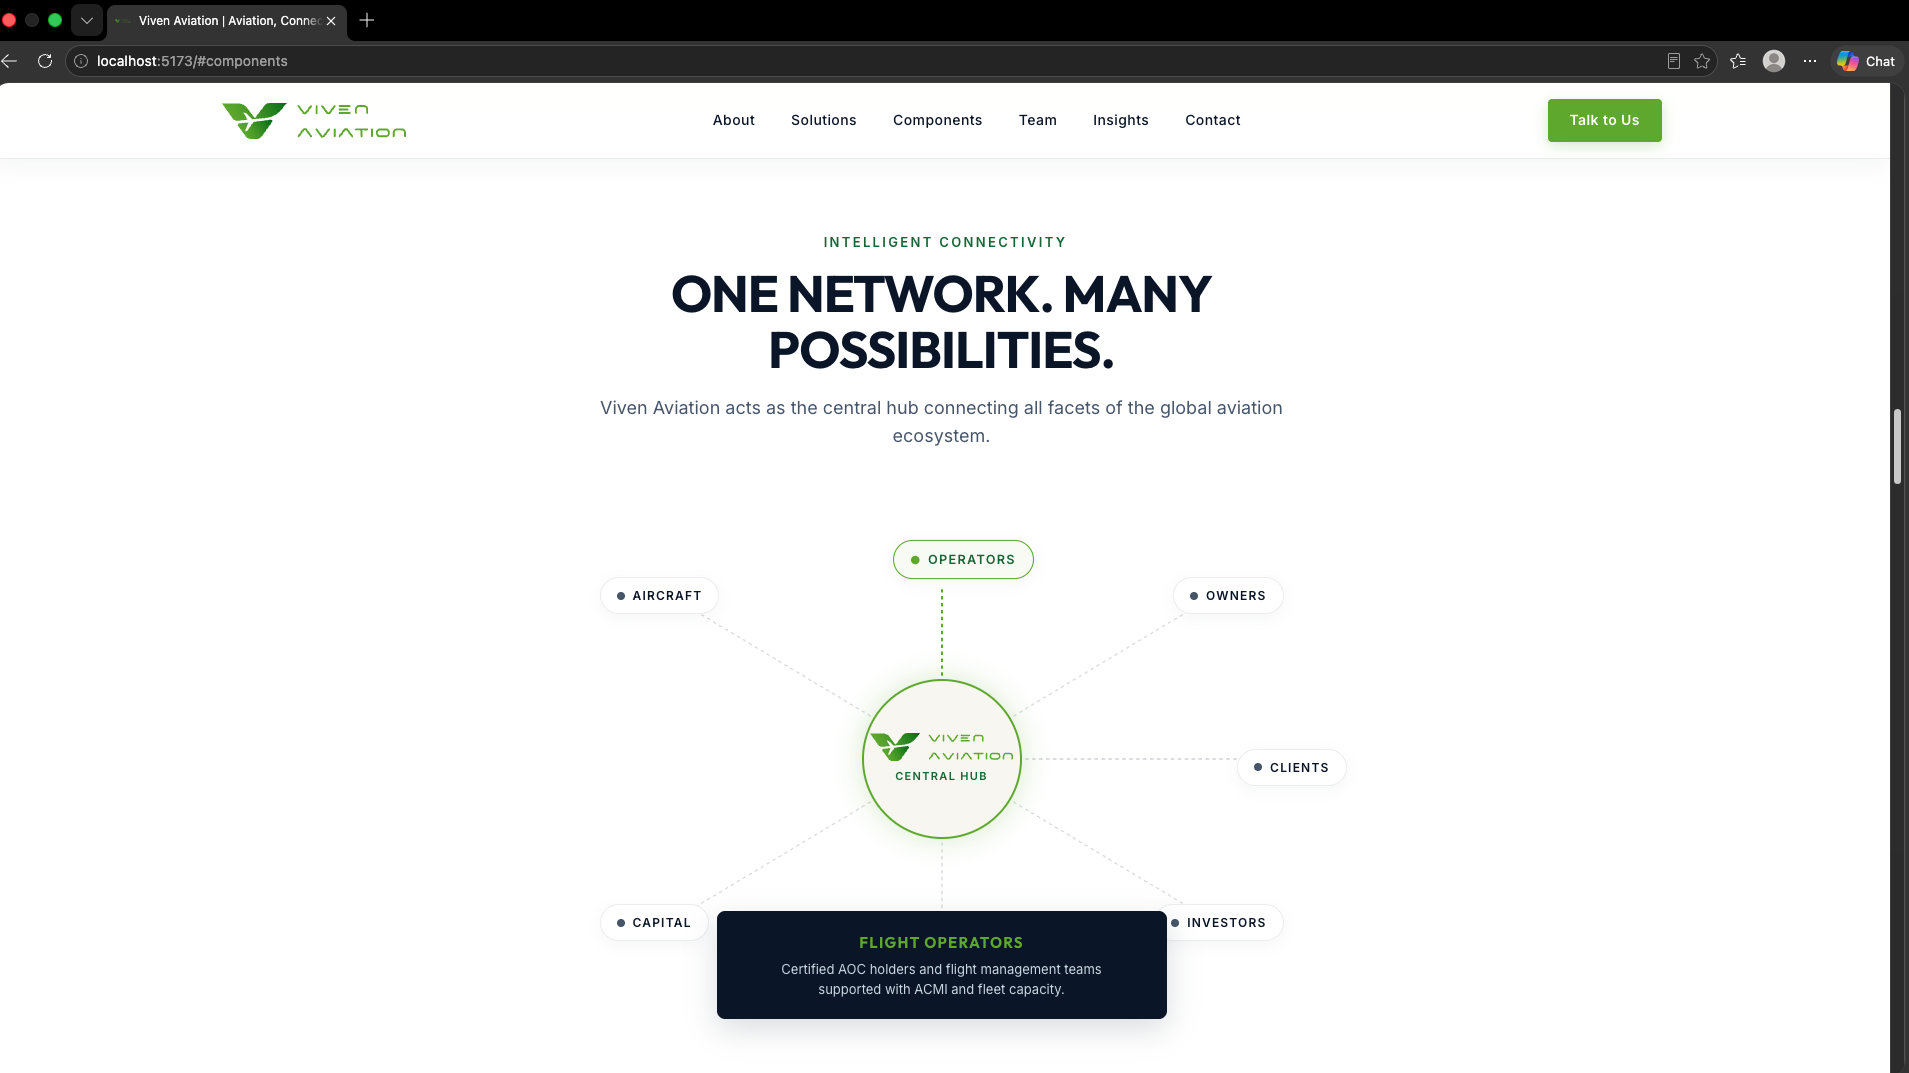 Viven Aviation | Aviation, Connec
localhost:5173/#components
Chat
VIVEN
AVIATION
About
Solutions
Components
Team
Insights
Contact
Talk to Us
INTELLIGENT CONNECTIVITY
ONE NETWORK. MANY
POSSIBILITIES.
Viven Aviation acts as the central hub connecting all facets of the global aviation
ecosystem.
OPERATORS
AIRCRAFT
OWNERS
VIVEN
AVIATION
CENTRAL HUB
CLIENTS
CAPITAL
INVESTORS
FLIGHT OPERATORS
Certified AOC holders and flight management teams
supported with ACMI and fleet capacity.